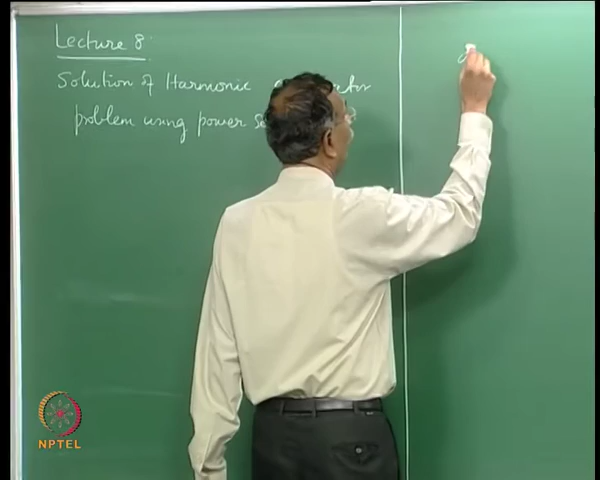 Lecture 8
Solution of Harmonic
problem using power
NPTEL